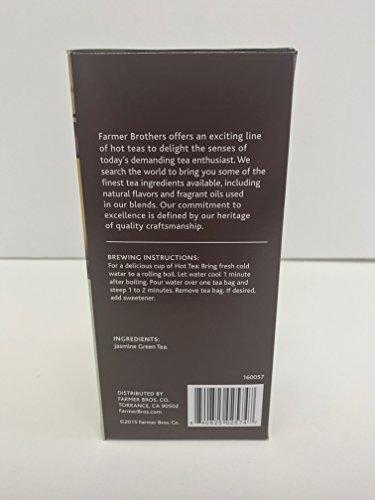 Farmer Brothers offers an exciting line
of hot teas to delight the senses of
today's demanding tea enthusiast. We
search the world to bring you some of the
finest tea ingredients available, including
natural flavors and fragrant oils used
in our blends. Our commitment to
excellence is defined by our heritage
of quality craftsmanship.
BREWING INSTRUCTIONS:
For a delicious cup of Hot Tea: Bring fresh cold
water to a rolling boil. Let water cool 1 minute
after boiling. Pour water over one tea bag and
steep 1 to 2 minutes. Remove tea bag. If desired,
add sweetener.
INGREDIENTS:
Jasmine Green Tea.
160057
DISTRIBUTED BY
FARMER BROS. CO.
TORRANCE, CA 90502
FarmerBros.com
©2015 Farmer Bros. Co.